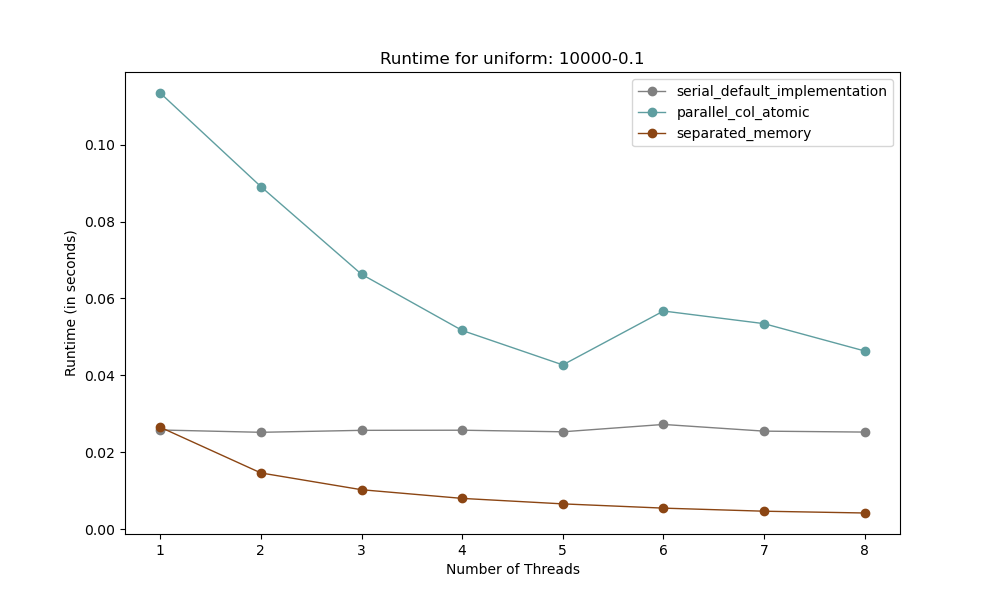 Runtime for uniform: 10000-0.1
serial_default_implementation
parallel_col_atomic
separated_memory
Runtime (in seconds)
0.10
0.08
0.06
0.04
0.02
0.00
1 2 3 4 5 6 7 8
Number of Threads